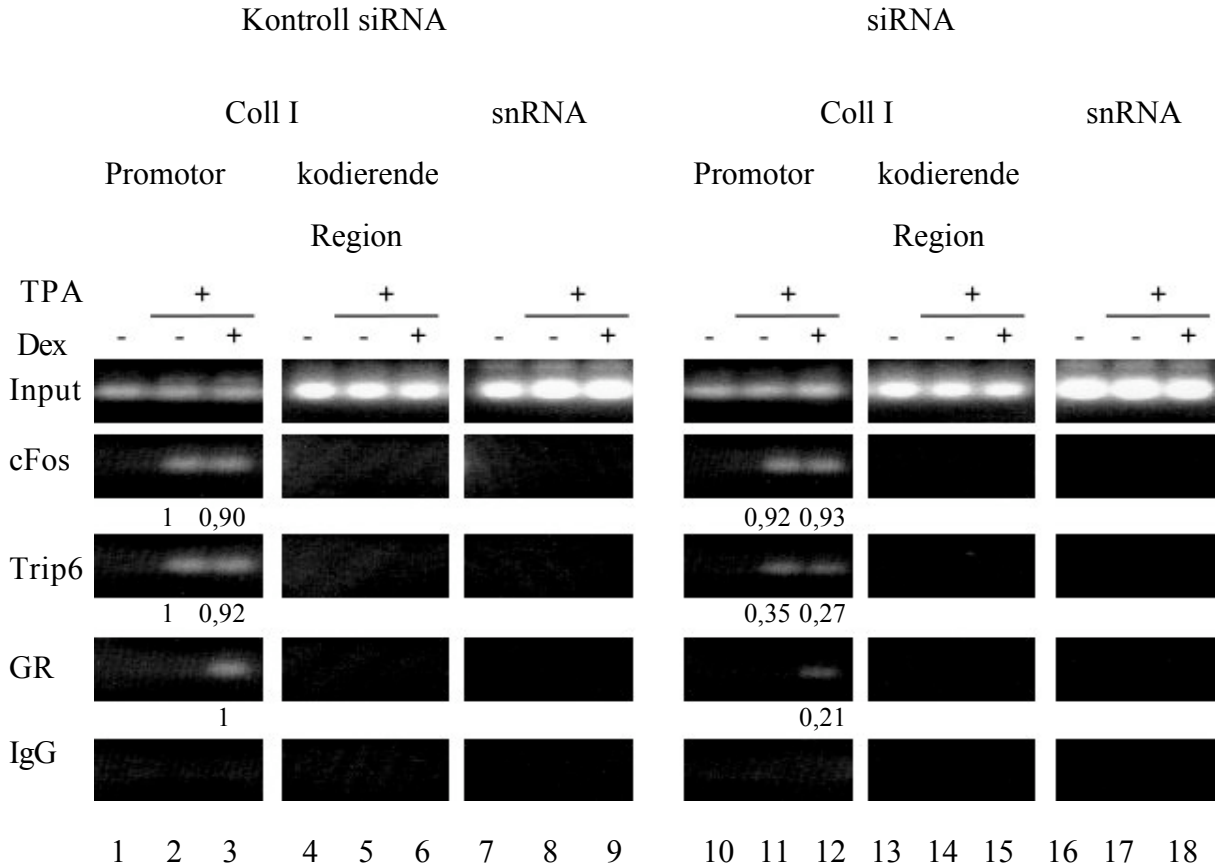 Kontroll siRNA siRNA
Coll I snRNA Coll I snRNA
Promotor kodierende Promotor kodierende
Region Region
TPA + + + + + +
Dex - - + - - + - - + - - + - - + - - +
Input
cFos
1 0,90 0,92 0,93
Trip6
1 0,92 0,35 0,27
GR
1 0,21
IgG
1 2 3 4 5 6 7 8 9 10 11 12 13 14 15 16 17 18